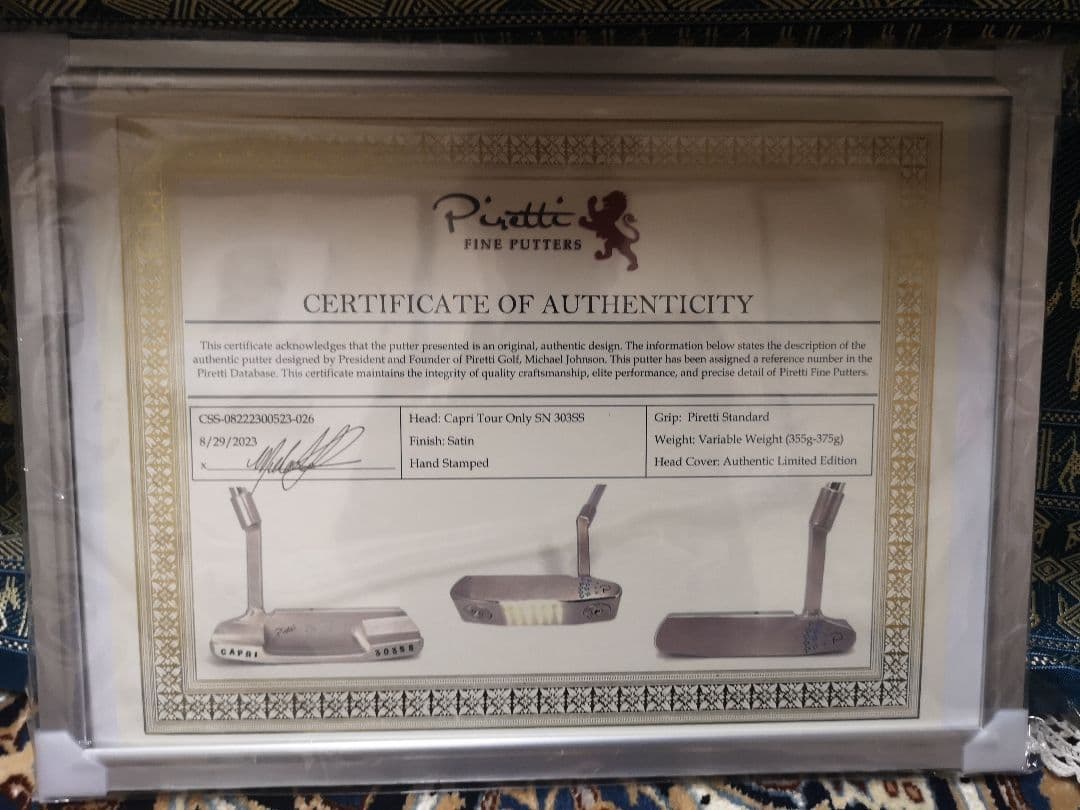 Piretti
FINE PUTTERS
CERTIFICATE OF AUTHENTICITY
This certificate acknowledges that the putter presented is an original, authentic design. The information below states the description of the
authentic putter designed by President and Founder of Piretti Golf, Michael Johnson. This putter has been assigned a reference number in the
Piretti Database. This certificate maintains the integrity of quality craftsmanship, elite performance, and precise detail of Piretti Fine Putters.
CSS-08222300523-026
8/29/2023
x
Head: Capri Tour Only SN 303SS
Finish: Satin
Hand Stamped
Grip: Piretti Standard
Weight: Variable Weight (355g-375g)
Head Cover: Authentic Limited Edition
Piretti
CAPRI
303SS